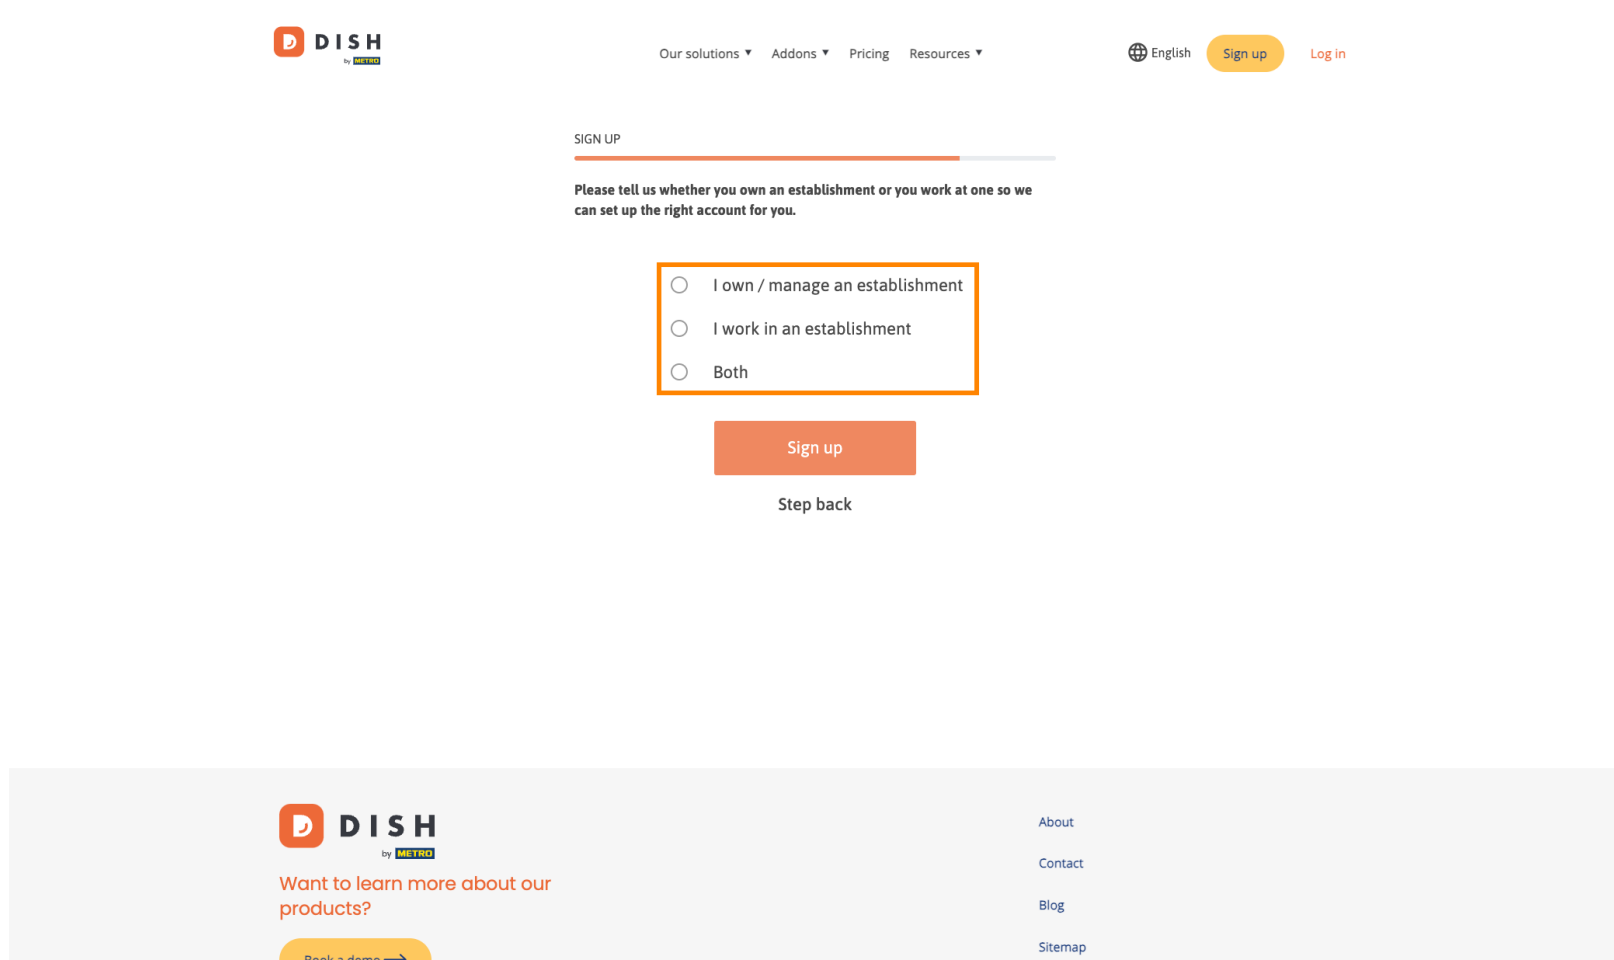 DISH
by METRO
Our solutions ▼ Addons ▼ Pricing Resources ▼
English Sign up Log in
SIGN UP
Please tell us whether you own an establishment or you work at one so we
can set up the right account for you.
I own / manage an establishment
I work in an establishment
Both
Sign up
Step back
DISH
by METRO
Want to learn more about our
products?
Book a demo
About
Contact
Blog
Sitemap